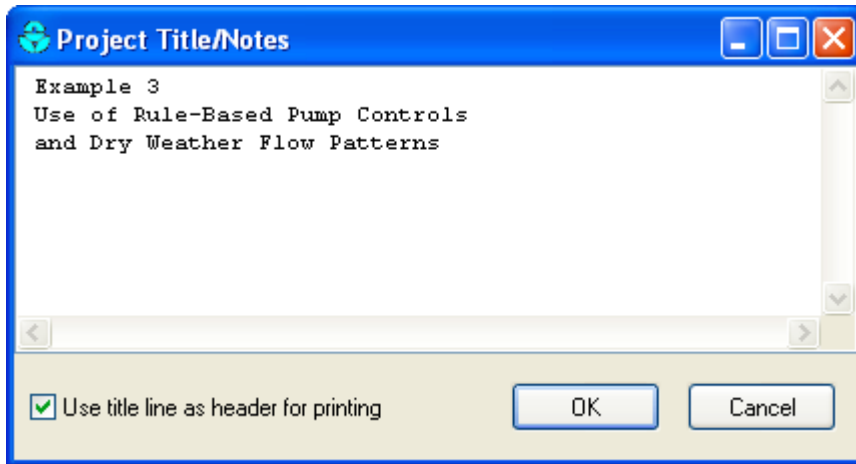 Project Title/Notes
Example 3
Use of Rule-Based Pump Controls
and Dry Weather Flow Patterns
Use title line as header for printing
OK
Cancel